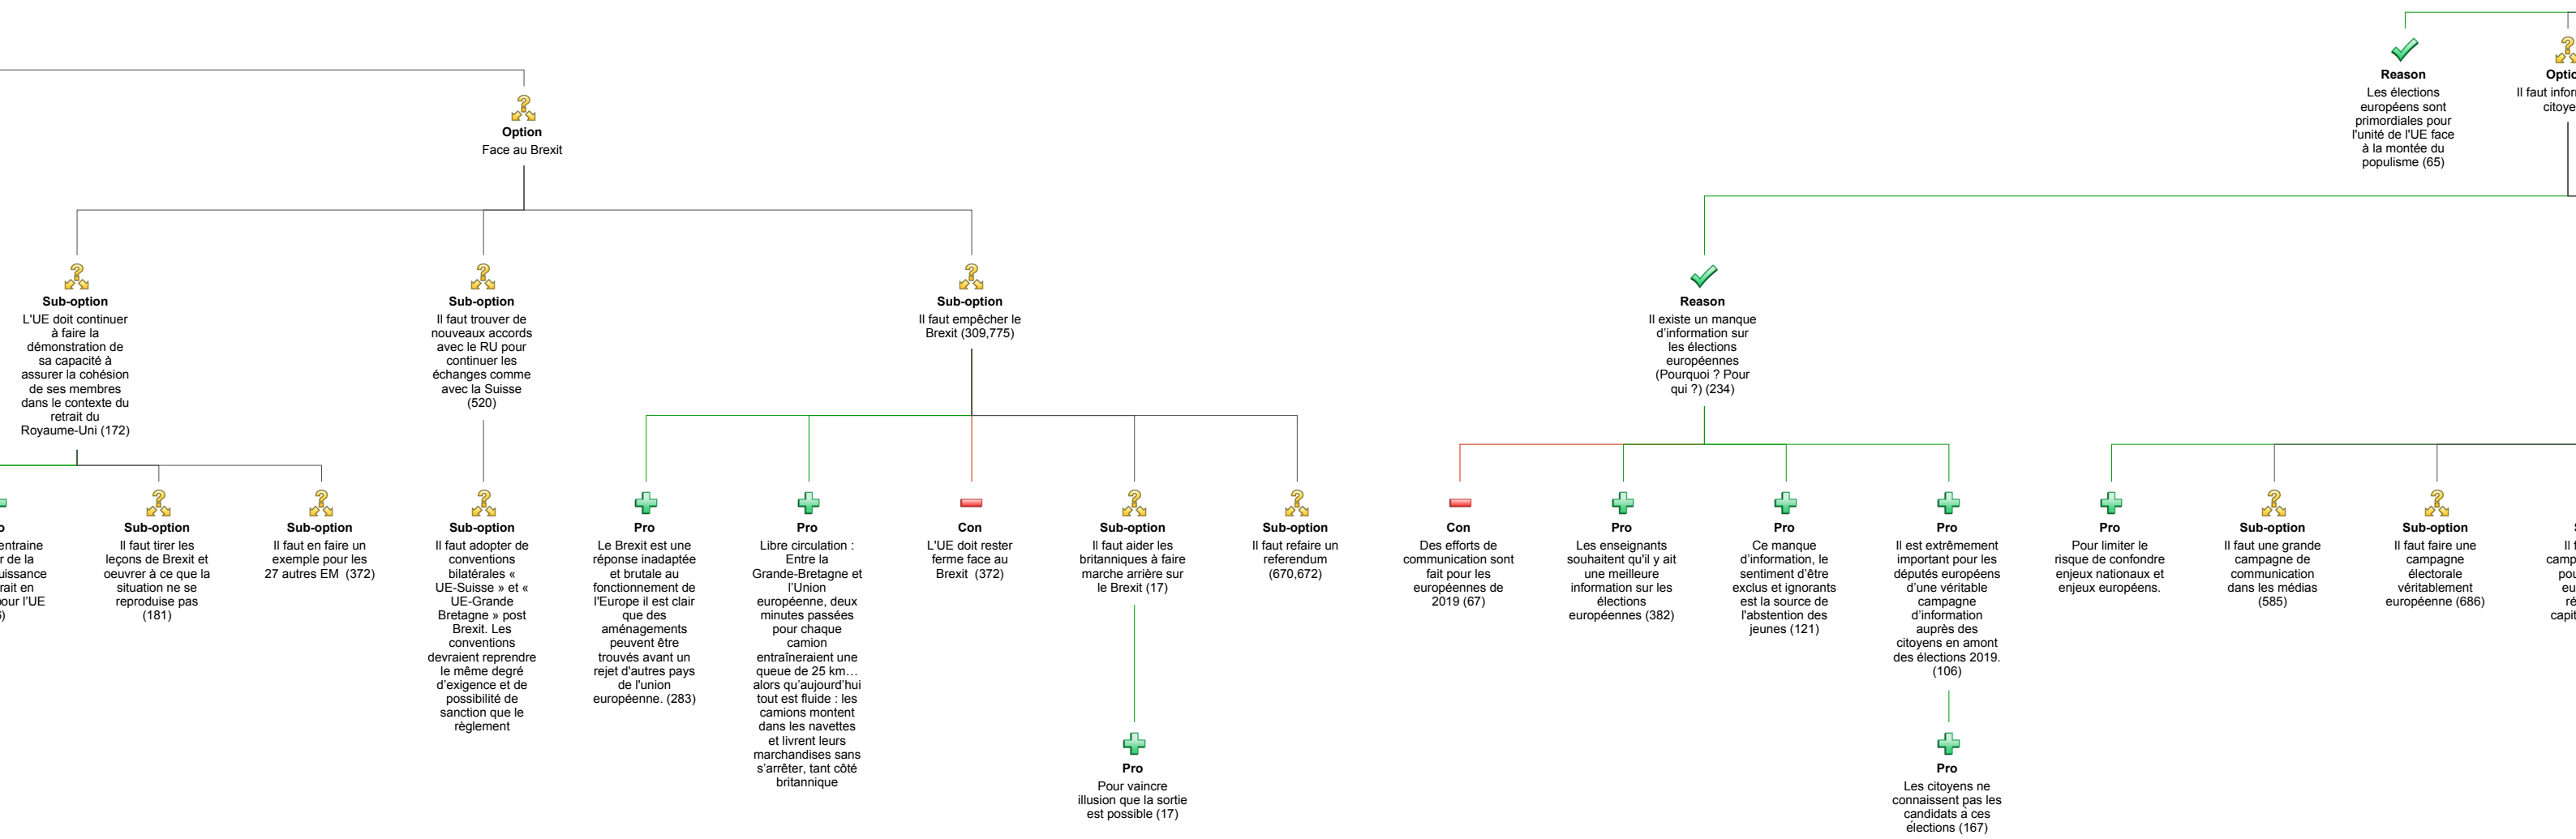 Reason
Les élections
européens sont
primordiales pour
l'unité de l'UE face
à la montée du
populisme (65)
Il faut
Option
Face au Brexit
Sub-option
L'UE doit continuer
à faire la
démonstration de
sa capacité à
assurer la cohésion
de ses membres
dans le contexte du
retrait du
Royaume-Uni (172)
Sub-option
Il faut trouver de
nouveaux accords
avec le RU pour
continuer les
échanges comme
avec la Suisse
(520)
Sub-option
Il faut empêcher le
Brexit (309,775)
Reason
Il existe un manque
d'information sur
les élections
européennes
(Pourquoi ? Pour
qui ?) (234)
entraine
r de la
pour l'UE
Sub-option
Il faut tirer les
leçons de Brexit et
oeuvrer à ce que la
situation ne se
reproduise pas
(181)
Sub-option
Il faut en faire un
exemple pour les
27 autres EM (372)
Sub-option
Il faut adopter de
conventions
bilatérales «
UE-Suisse » et «
UE-Grande
Bretagne » post
Brexit. Les
conventions
devraient reprendre
le même degré
d'exigence et de
possibilité de
sanction que le
règlement
Pro
Le Brexit est une
réponse inadaptée
et brutale au
fonctionnement de
l'Europe il est clair
que des
aménagements
peuvent être
trouvés avant un
rejet d'autres pays
de l'union
européenne. (283)
Pro
Libre circulation :
Entre la
Grande-Bretagne et
l'Union
européenne, deux
minutes passées
pour chaque
camion
entraîneraient une
queue de 25 km…
alors qu'aujourd'hui
tout est fluide : les
camions montent
dans les navettes
et livrent leurs
marchandises sans
s'arrêter, tant côté
britannique
Con
L'UE doit rester
ferme face au
Brexit (372)
Sub-option
Il faut aider les
britanniques à faire
marche arrière sur
le Brexit (17)
Pro
Pour vaincre
illusion que la sortie
est possible (17)
Sub-option
Il faut refaire un
referendum
(670,672)
Con
Des efforts de
communication sont
fait pour les
européennes de
2019 (67)
Pro
Les enseignants
souhaitent qu'il y ait
une meilleure
information sur les
élections
européennes (382)
Pro
Ce manque
d'information, le
sentiment d'être
exclus et ignorants
est la source de
l'abstention des
jeunes (121)
Pro
Il est extrêmement
important pour les
députés européens
d'une véritable
campagne
d'information
auprès des
citoyens en amont
des élections 2019.
(106)
Pro
Les citoyens ne
connaissent pas les
candidats à ces
élections (167)
Pro
Pour limiter le
risque de confondre
enjeux nationaux et
enjeux européens.
Sub-option
Il faut une grande
campagne de
communication
dans les médias
(585)
Sub-option
Il faut faire une
campagne
électorale
véritablement
européenne (686)